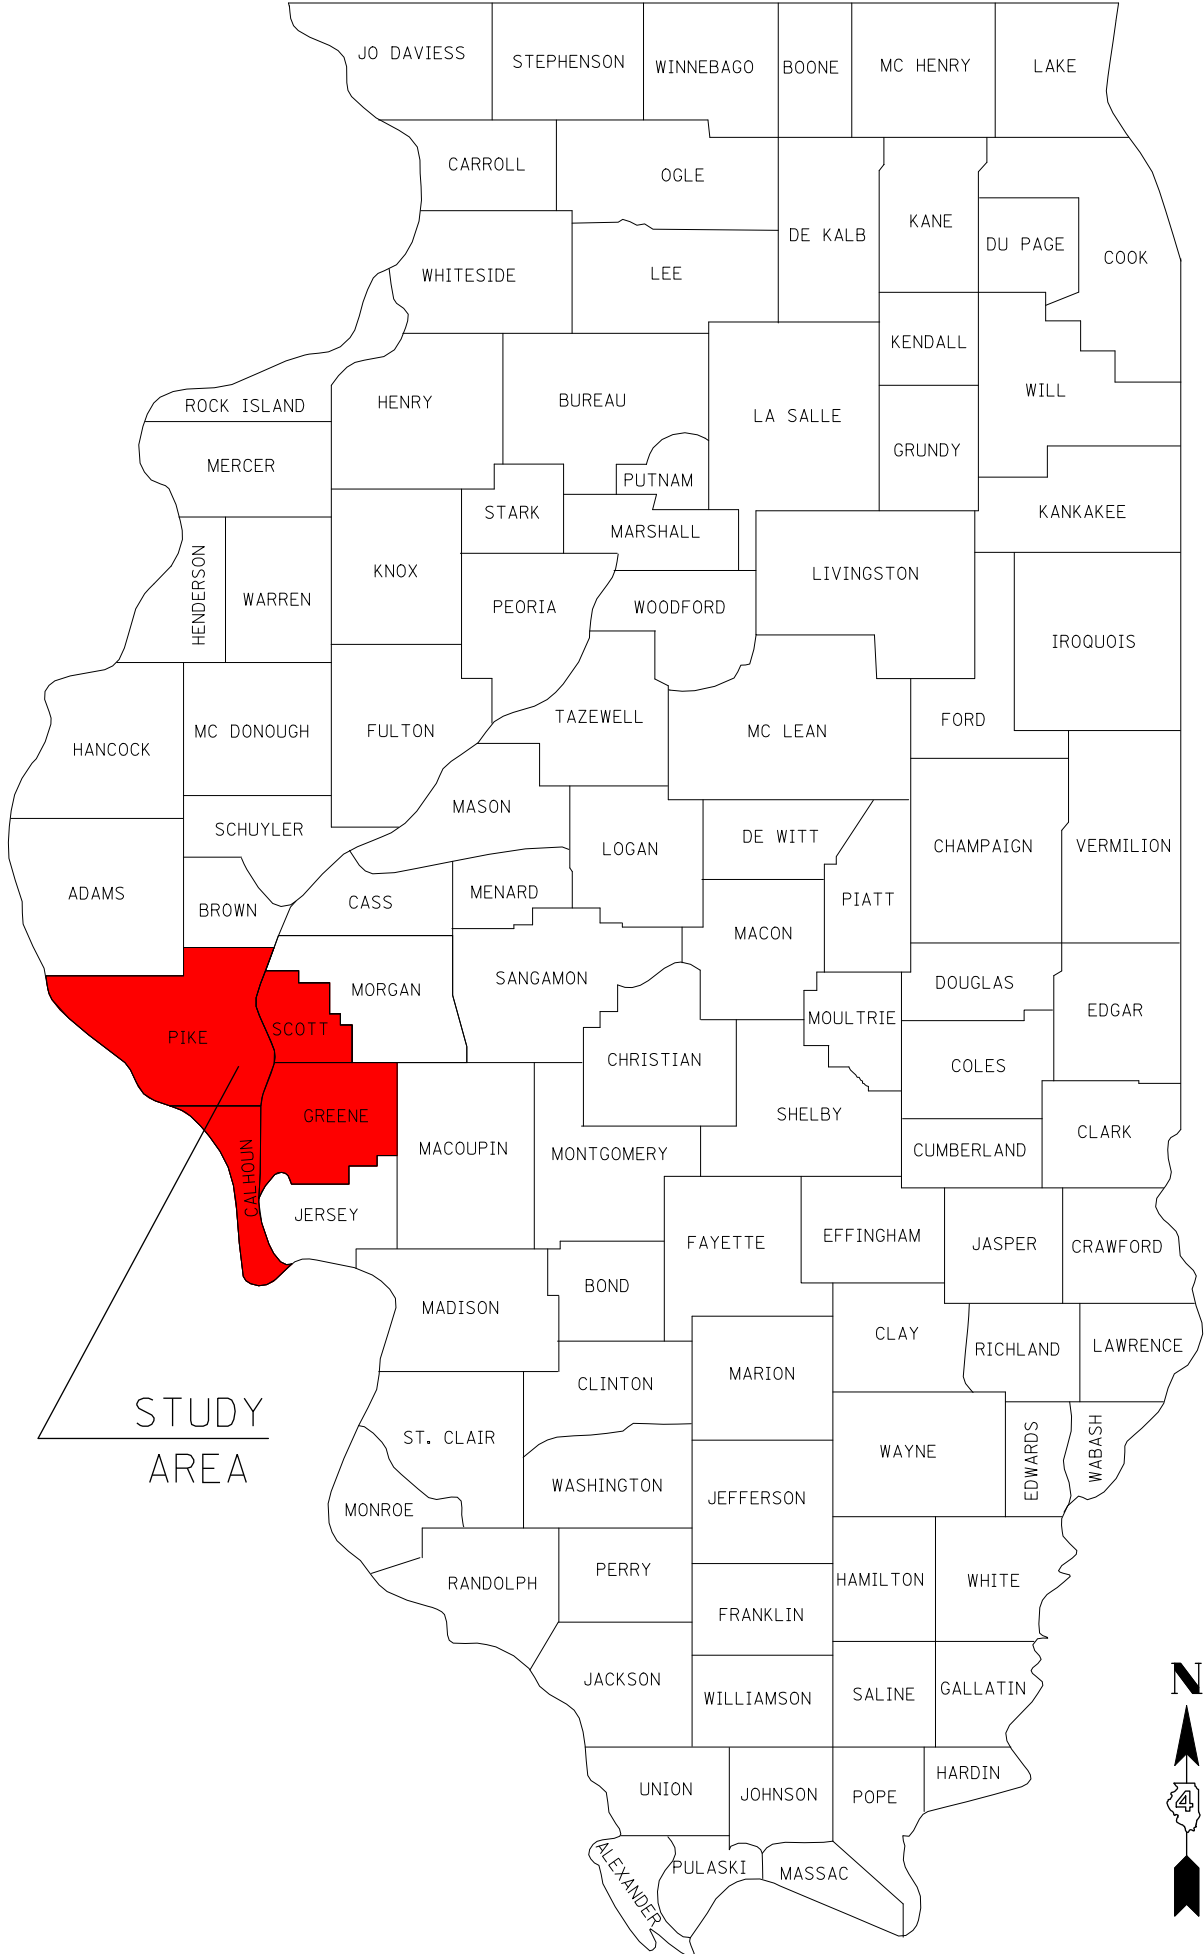 JO DAVIESS
STEPHENSON
WINNEBAGO
BOONE
MC HENRY
LAKE
CARROLL
OGLE
DE KALB
KANE
DU PAGE
COOK
WHITESIDE
LEE
KENDALL
WILL
ROCK ISLAND
HENRY
BUREAU
LA SALLE
GRUNDY
MERCER
PUTNAM
STARK
MARSHALL
KANKAKEE
HENDERSON
WARREN
KNOX
PEORIA
WOODFORD
LIVINGSTON
IROQUOIS
HANCOCK
MC DONOUGH
FULTON
TAZEWELL
MC LEAN
FORD
SCHUYLER
MASON
LOGAN
DE WITT
CHAMPAIGN
VERMILION
ADAMS
BROWN
CASS
MENARD
MACON
PIATT
PIKE
SCOTT
MORGAN
SANGAMON
DOUGLAS
EDGAR
MOULTRIE
CHRISTIAN
COLES
GREENE
MACOUPIN
MONTGOMERY
SHELBY
CUMBERLAND
CLARK
CALHOUN
JERSEY
FAYETTE
EFFINGHAM
JASPER
CRAWFORD
BOND
MADISON
CLAY
RICHLAND
LAWRENCE
CLINTON
MARION
STUDY
AREA
ST. CLAIR
WAYNE
EDWARDS
WABASH
WASHINGTON
JEFFERSON
MONROE
RANDOLPH
PERRY
HAMILTON
WHITE
FRANKLIN
JACKSON
WILLIAMSON
SALINE
GALLATIN
N
UNION
JOHNSON
POPE
HARDIN
4
ALEXANDER
PULASKI
MASSAC